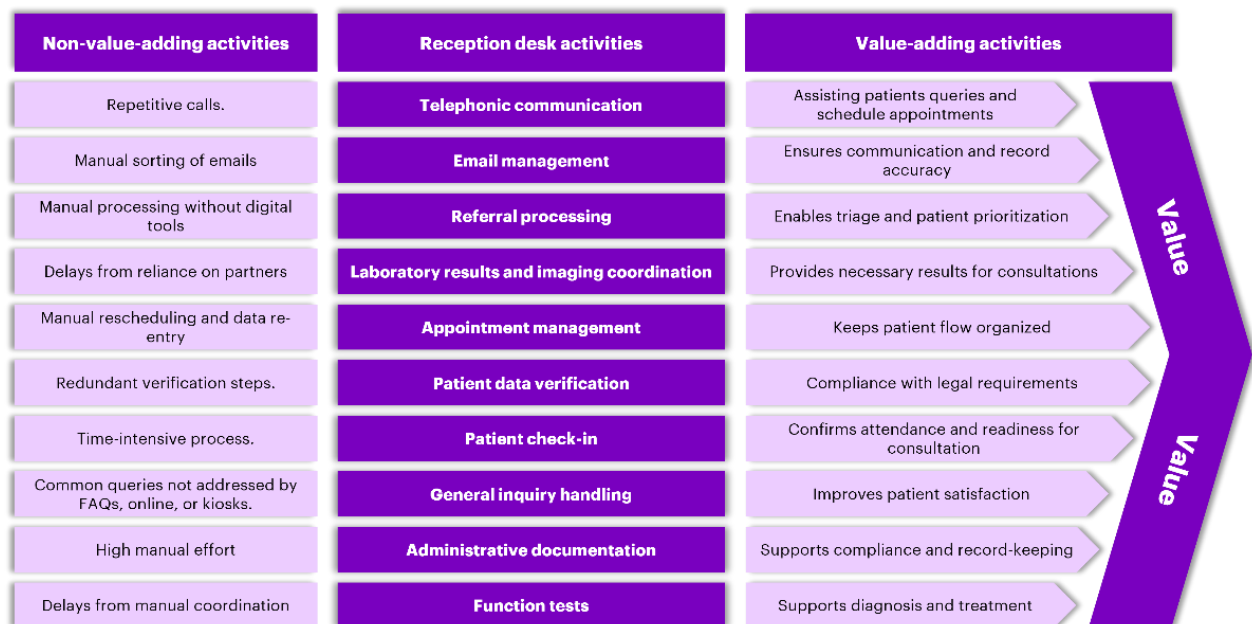 Non-value-adding activities
Reception desk activities
Value-adding activities
Repetitive calls.
Telephonic communication
Assisting patients queries and
schedule appointments
Manual sorting of emails
Email management
Ensures communication and record
accuracy
Manual processing without digital
tools
Referral processing
Enables triage and patient prioritization
Delays from reliance on partners
Laboratory results and imaging coordination
Provides necessary results for consultations
Manual rescheduling and data re-
entry
Appointment management
Keeps patient flow organized
Redundant verification steps.
Patient data verification
Compliance with legal requirements
Time-intensive process.
Patient check-in
Confirms attendance and readiness for
consultation
Common queries not addressed by
FAQs, online, or kiosks.
General inquiry handling
Improves patient satisfaction
High manual effort
Administrative documentation
Supports compliance and record-keeping
Delays from manual coordination
Function tests
Supports diagnosis and treatment
Value
Value